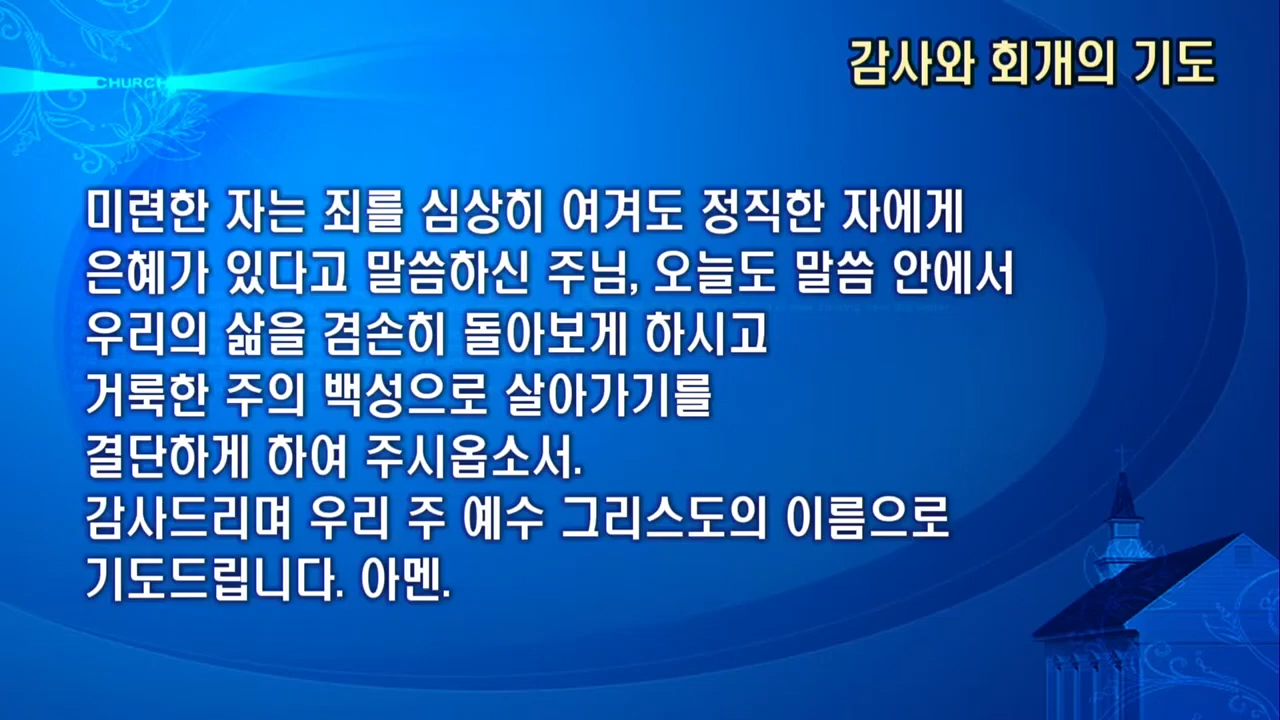 CHURCH
감사와 회개의 기도
미련한 자는 죄를 심상히 여겨도 정직한 자에게
은혜가 있다고 말씀하신 주님, 오늘도 말씀 안에서
우리의 삶을 겸손히 돌아보게 하시고
거룩한 주의 백성으로 살아가기를
결단하게 하여 주시옵소서.
감사드리며 우리 주 예수 그리스도의 이름으로
기도드립니다. 아멘.